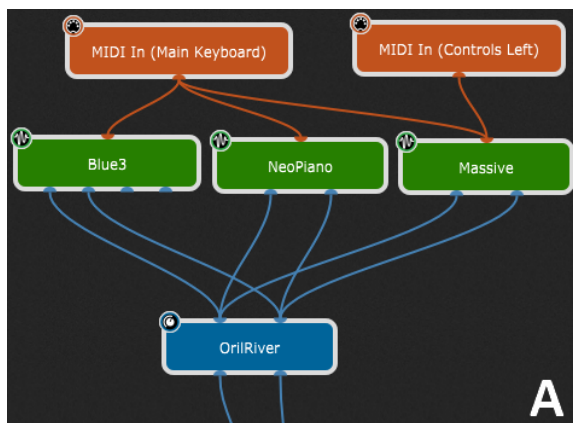 MIDI In (Main Keyboard)
MIDI In (Controls Left)
Blue3
NeoPiano
Massive
OrilRiver
A